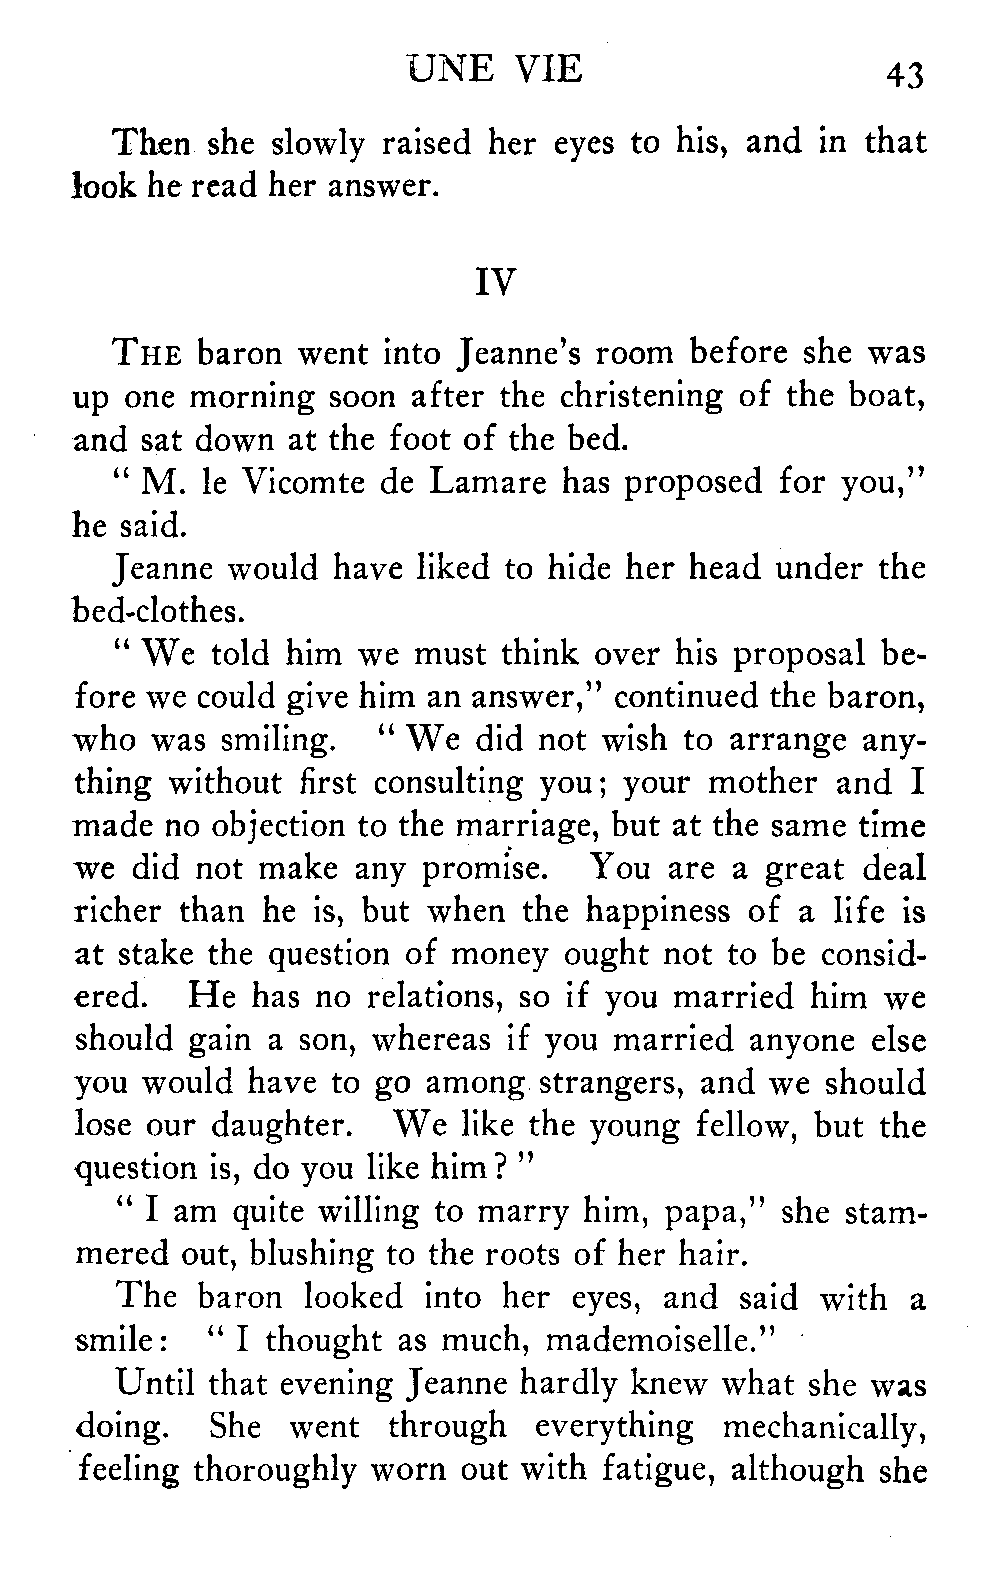 UNE VIE 43
Then she slowly raised her eyes to his, and in that
look he read her answer.
IV
THE baron went into Jeanne's room before she was
up one morning soon after the christening of the boat,
and sat down at the foot of the bed.
" M. le Vicomte de Lamare has proposed for you,"
he said.
Jeanne would have liked to hide her head under the
bed-clothes.
" We told him we must think over his proposal be-
fore we could give him an answer," continued the baron,
who was smiling. " We did not wish to arrange any-
thing without first consulting you; your mother and I
made no objection to the marriage, but at the same time
we did not make any promise. You are a great deal
richer than he is, but when the happiness of a life is
at stake the question of money ought not to be consid-
ered. He has no relations, so if you married him we
should gain a son, whereas if you married anyone else
you would have to go among strangers, and we should
lose our daughter. We like the young fellow, but the
question is, do you like him? "
" I am quite willing to marry him, papa," she stam-
mered out, blushing to the roots of her hair.
The baron looked into her eyes, and said with a
smile: " I thought as much, mademoiselle."
Until that evening Jeanne hardly knew what she was
doing. She went through everything mechanically,
feeling thoroughly worn out with fatigue, although she